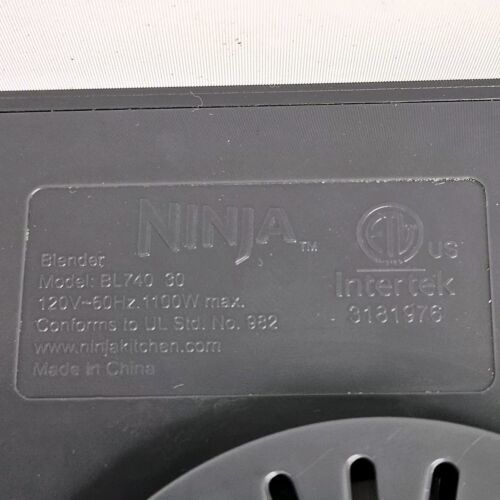 NINJA™
Blender
Model: BL740 30
120V~60Hz. 1100W max.
Conforms to UL Std. No. 982
www.ninjakitchen.com
Made in China
ETL
US
Intertek
3181976